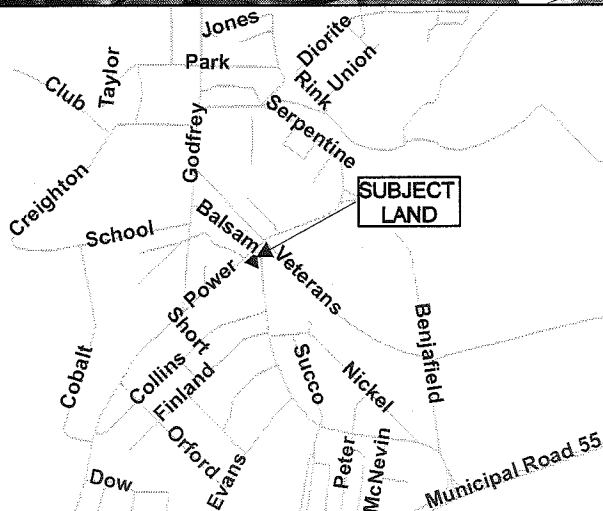 Jones
Diorite
Taylor
Park
Rink
Union
Club
Serpentine
Godfrey
SUBJECT
LAND
Creighton
Balsam
School
Veterans
Power
Short
Benjafield
Cobalt
Collins
Finland
Succo
Nickel
Orford
Evans
Peter
McNevin
Dow
Municipal Road 55